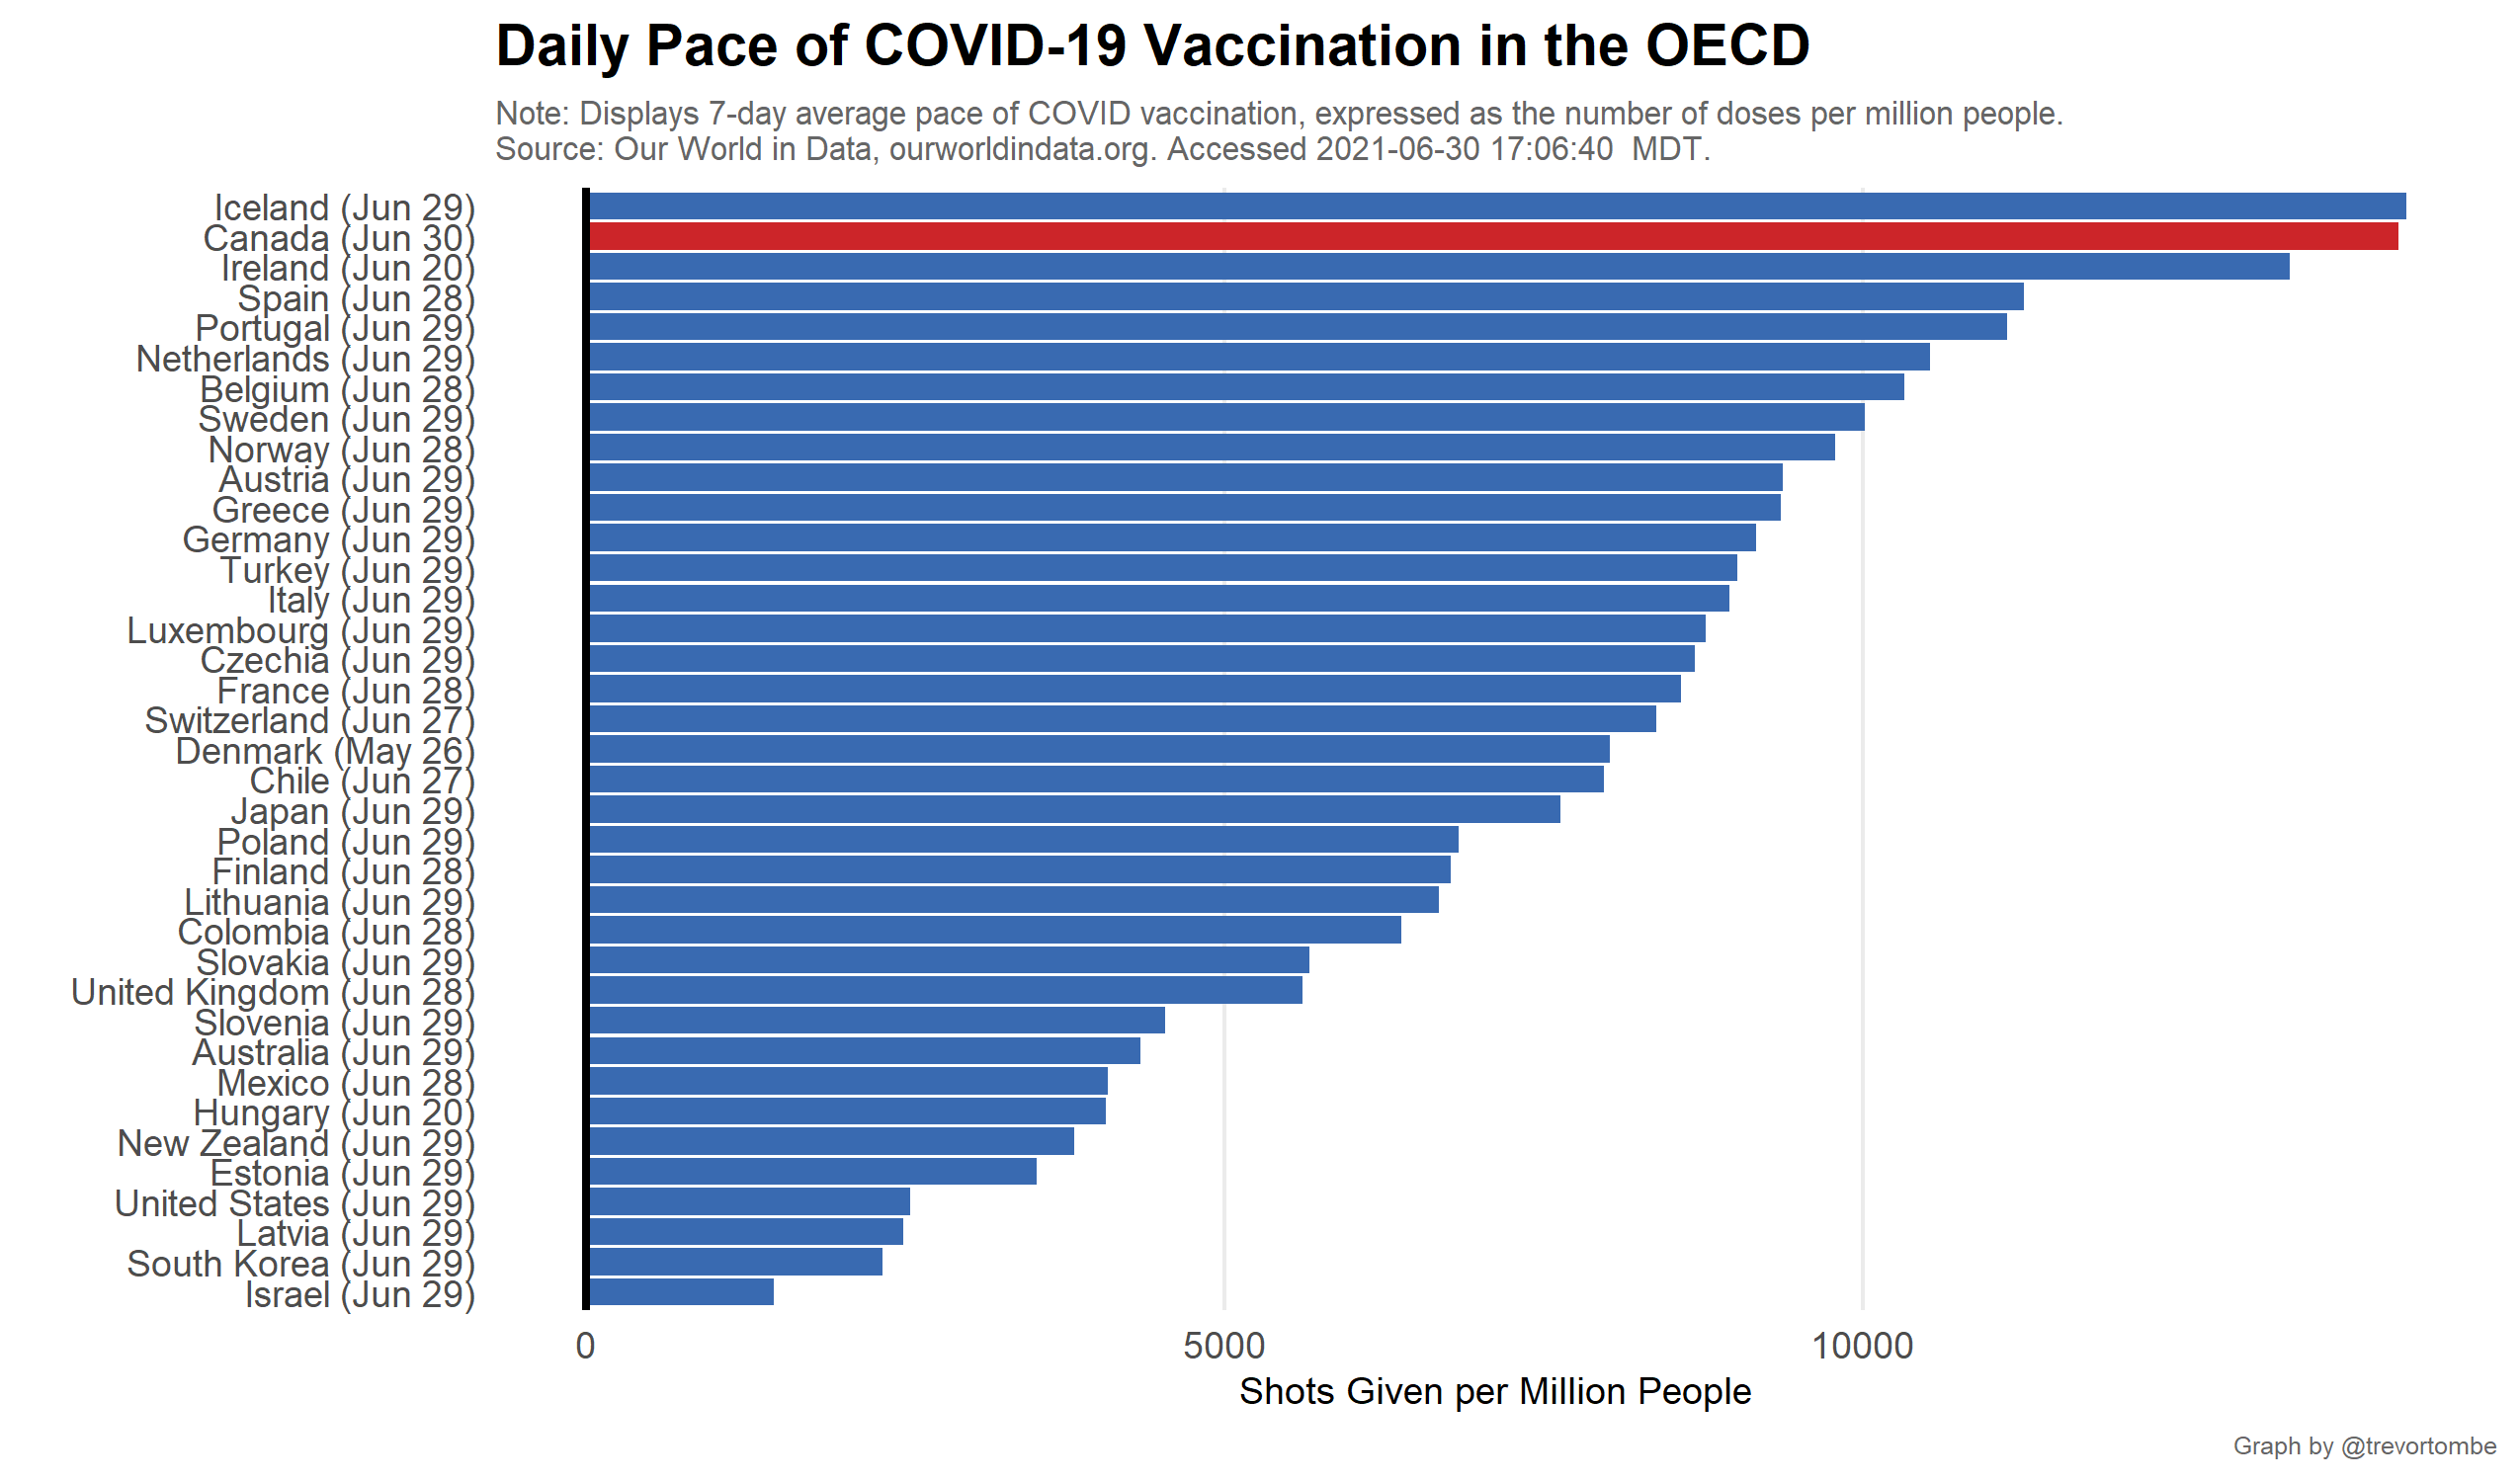 Daily Pace of COVID-19 Vaccination in the OECD
Note: Displays 7-day average pace of COVID vaccination, expressed as the number of doses per million people.
Source: Our World in Data, ourworldindata.org. Accessed 2021-06-30 17:06:40  MDT.
Iceland (Jun 29)
Canada (Jun 30)
Ireland (Jun 20)
Spain (Jun 28)
Portugal (Jun 29)
Netherlands (Jun 29)
Belgium (Jun 28)
Sweden (Jun 29)
Norway (Jun 28)
Austria (Jun 29)
Greece (Jun 29)
Germany (Jun 29)
Turkey (Jun 29)
Italy (Jun 29)
Luxembourg (Jun 29)
Czechia (Jun 29)
France (Jun 28)
Switzerland (Jun 27)
Denmark (May 26)
Chile (Jun 27)
Japan (Jun 29)
Poland (Jun 29)
Finland (Jun 28)
Lithuania (Jun 29)
Colombia (Jun 28)
Slovakia (Jun 29)
United Kingdom (Jun 28)
Slovenia (Jun 29)
Australia (Jun 29)
Mexico (Jun 28)
Hungary (Jun 20)
New Zealand (Jun 29)
Estonia (Jun 29)
United States (Jun 29)
Latvia (Jun 29)
South Korea (Jun 29)
Israel (Jun 29)
0 5000 10000
Shots Given per Million People
Graph by @trevortombe